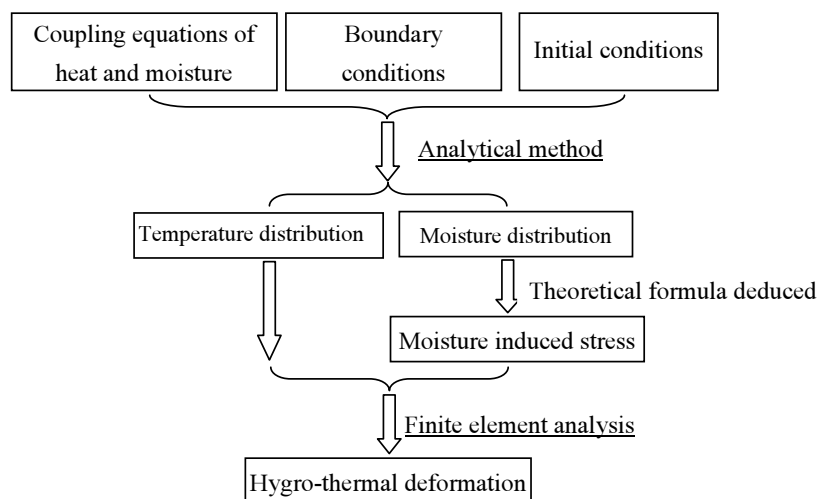 Coupling equations of
heat and moisture
Boundary
conditions
Initial conditions
Analytical method
Temperature distribution
Moisture distribution
Theoretical formula deduced
Moisture induced stress
Finite element analysis
Hygro-thermal deformation